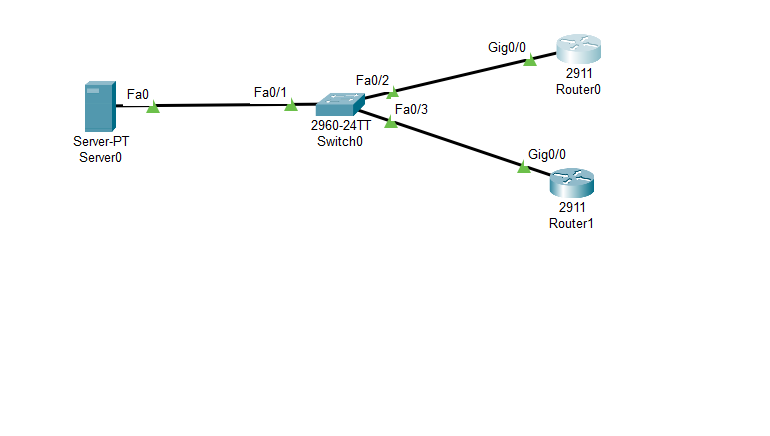 Gig0/0
2911
Router0
Fa0/2
Fa0
Fa0/1
Fa0/3
2960-24TT
Switch0
Server-PT
Server0
Gig0/0
2911
Router1